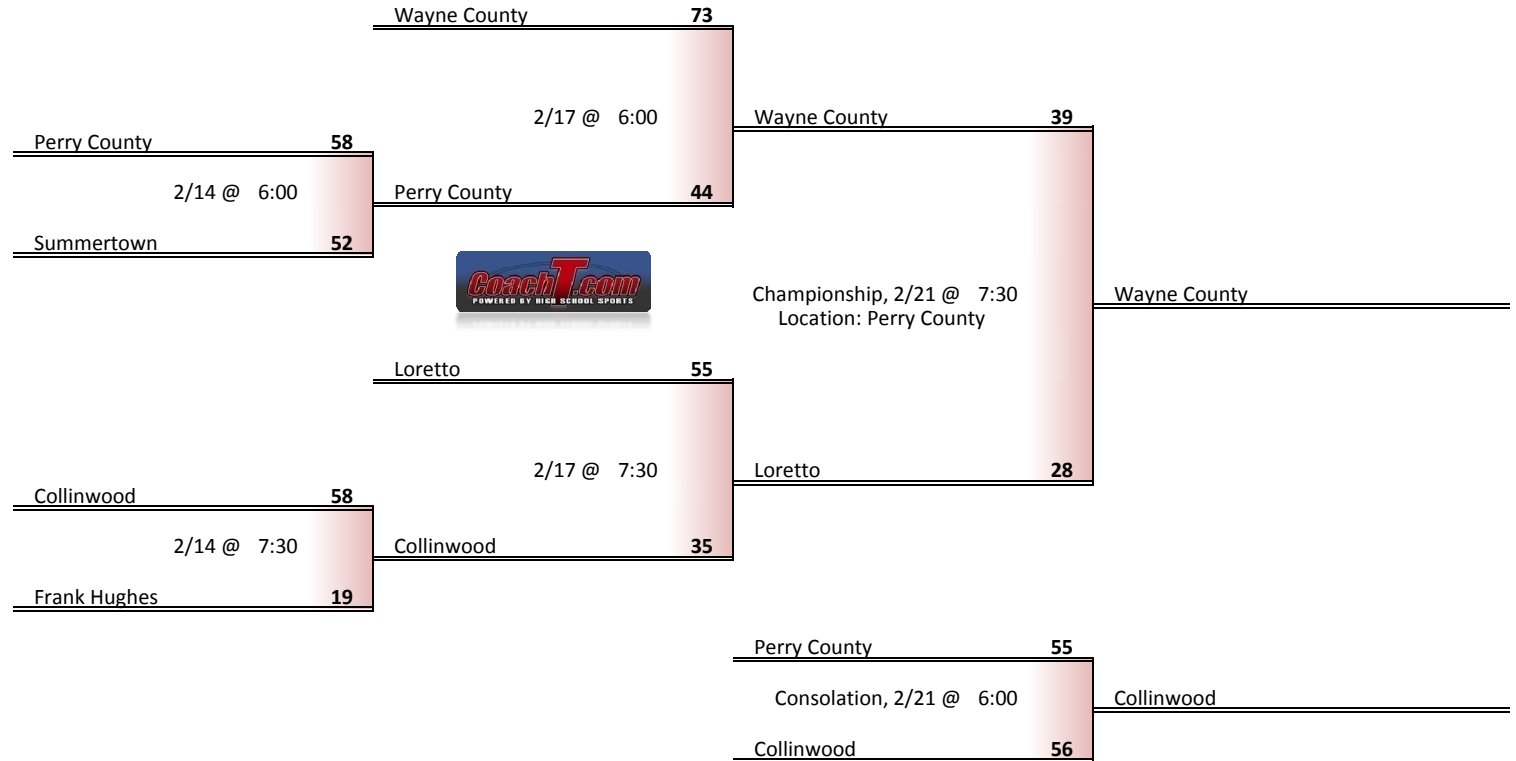 Wayne County 73
2/17 @ 6:00
Wayne County 39
Perry County 58
2/14 @ 6:00
Perry County 44
Summertown 52
CoachT.com
POWERED BY HIGH SCHOOL SPORTS
Championship, 2/21 @ 7:30
Location: Perry County
Wayne County
Loretto 55
2/17 @ 7:30
Loretto 28
Collinwood 58
2/14 @ 7:30
Collinwood 35
Frank Hughes 19
Perry County 55
Consolation, 2/21 @ 6:00
Collinwood
Collinwood 56